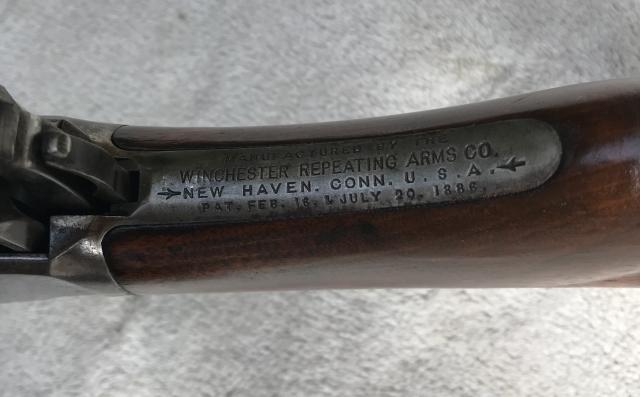 MANUFACTURED BY THE
WINCHESTER REPEATING ARMS CO.
NEW HAVEN. CONN. U. S. A.
PAT. FEB. 16. & JULY 20. 1886.